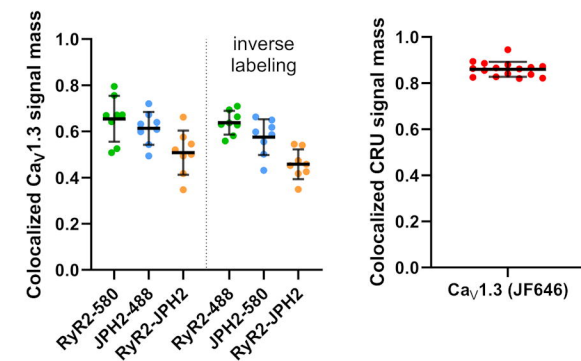 Colocalized CaV1.3 signal mass
1.0
0.8
0.6
0.4
0.2
0.0
inverse
labeling
RyR2-580
JPH2-488
RyR2-JPH2
RyR2-488
JPH2-580
RyR2-JPH2
Colocalized CRU signal mass
1.0
0.8
0.6
0.4
0.2
0.0
CaV1.3 (JF646)